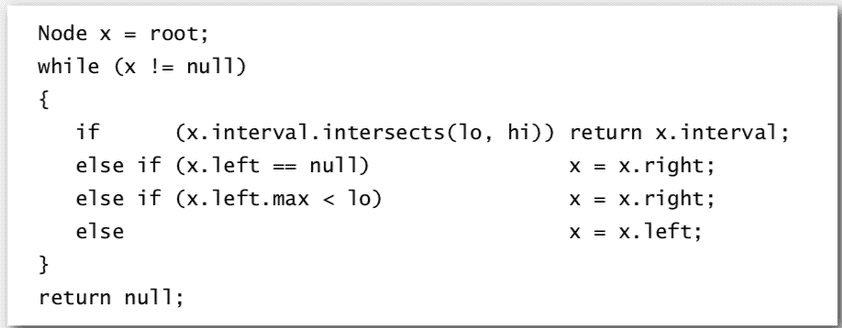 Node x = root;
while (x != null)
{
   if      (x.interval.intersects(lo, hi)) return x.interval;
   else if (x.left == null)                x = x.right;
   else if (x.left.max < lo)               x = x.right;
   else                                    x = x.left;
}
return null;